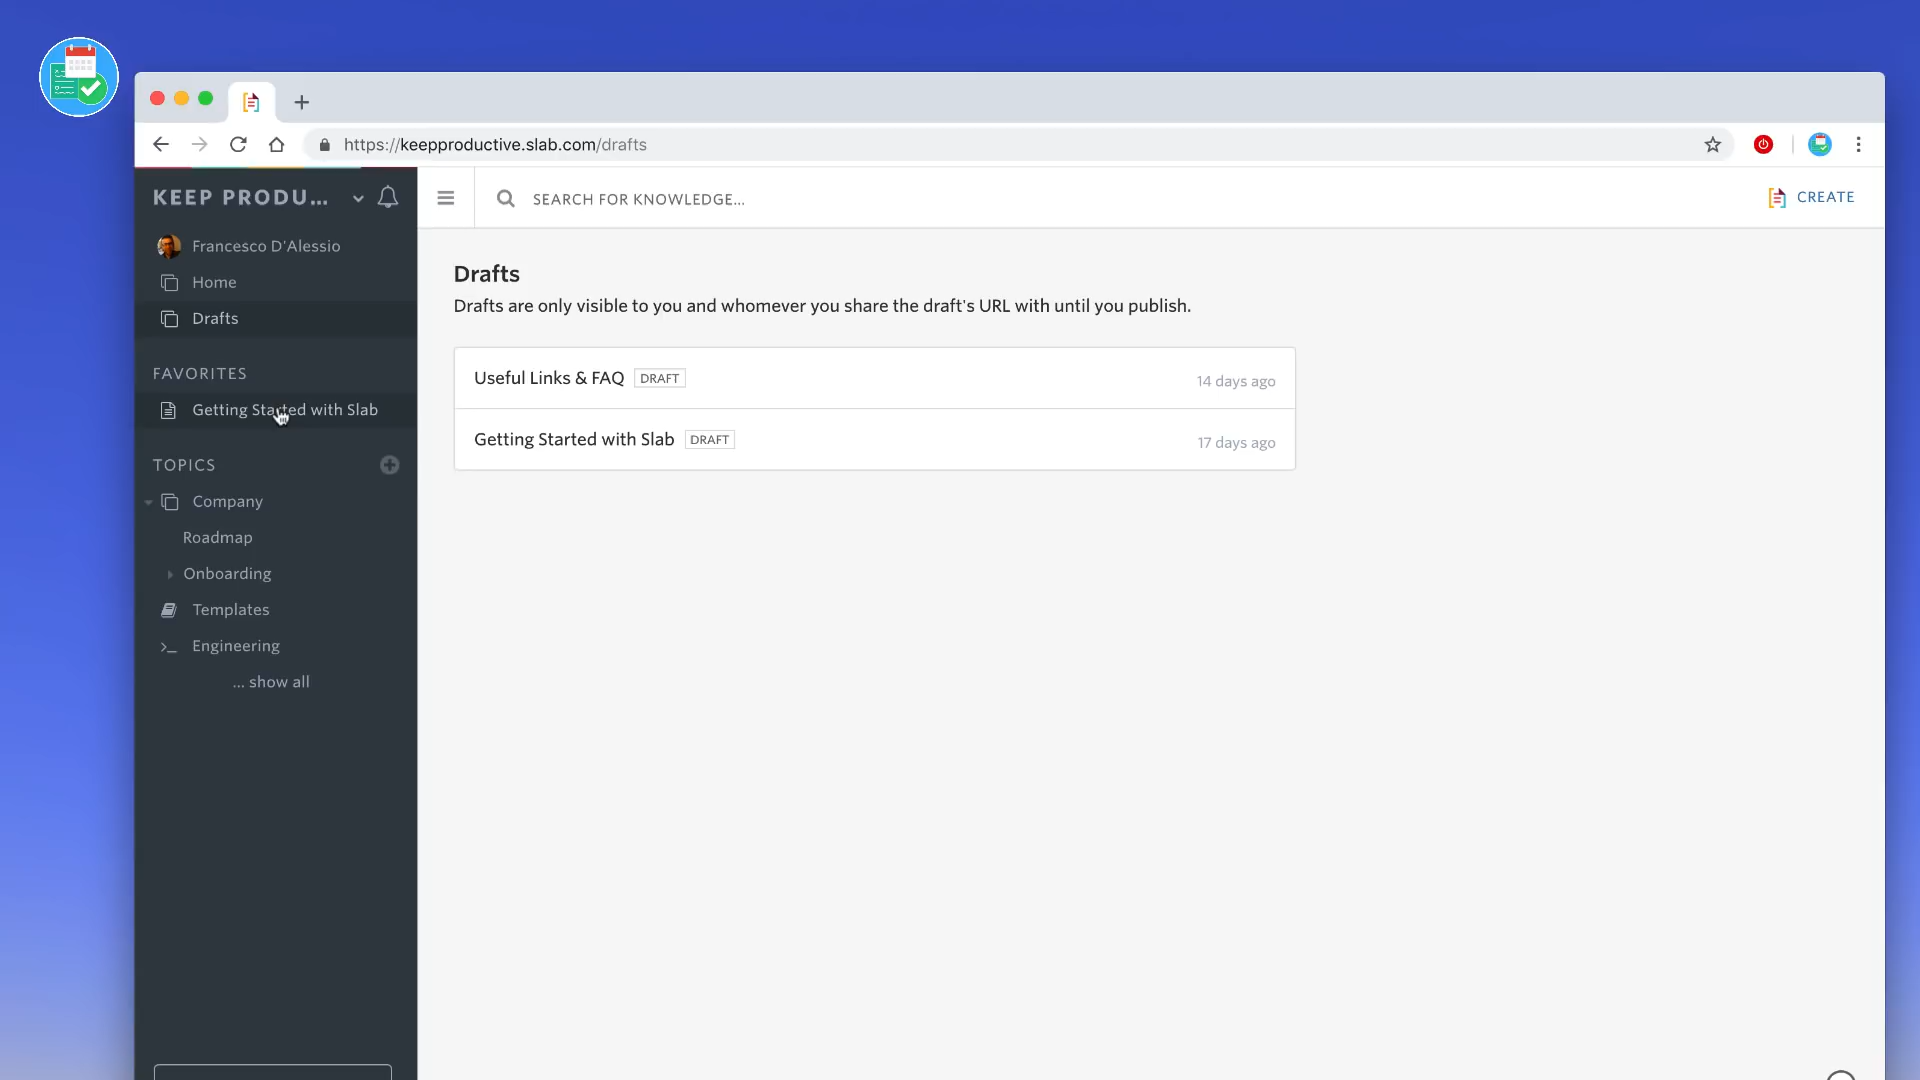 https://keepproductive.slab.com/drafts
KEEP PRODU...
SEARCH FOR KNOWLEDGE...
CREATE
Francesco D'Alessio
Home
Drafts
FAVORITES
Getting Started with Slab
TOPICS
Company
Roadmap
Onboarding
Templates
Engineering
... show all
Drafts
Drafts are only visible to you and whomever you share the draft's URL with until you publish.
Useful Links & FAQ DRAFT 14 days ago
Getting Started with Slab DRAFT 17 days ago